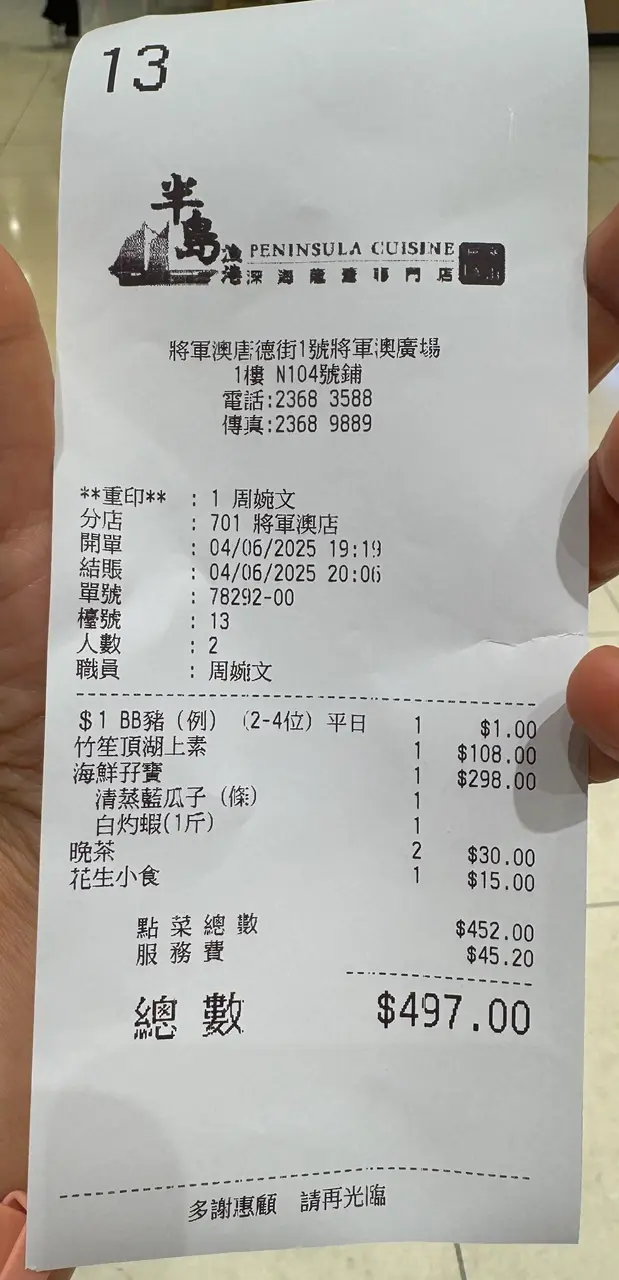 13
半島漁港 PENINSULA CUISINE
深海龍躉專門店
將軍澳唐德街1號將軍澳廣場
1樓 N104號鋪
電話:2368 3588
傳真:2368 9889
**重印** : 1 周婉文
分店 : 701 將軍澳店
開單 : 04/06/2025 19:19
結賬 : 04/06/2025 20:06
單號 : 78292-00
檯號 : 13
人數 : 2
職員 : 周婉文
$1 BB豬(例) (2-4位) 平日 1 $1.00
竹笙頂湖上素 1 $108.00
海鮮孖寶 1 $298.00
清蒸藍瓜子(條) 1
白灼蝦(1斤) 1
晚茶 2 $30.00
花生小食 1 $15.00
點菜總數 $452.00
服務費 $45.20
總數 $497.00
多謝惠顧 請再光臨